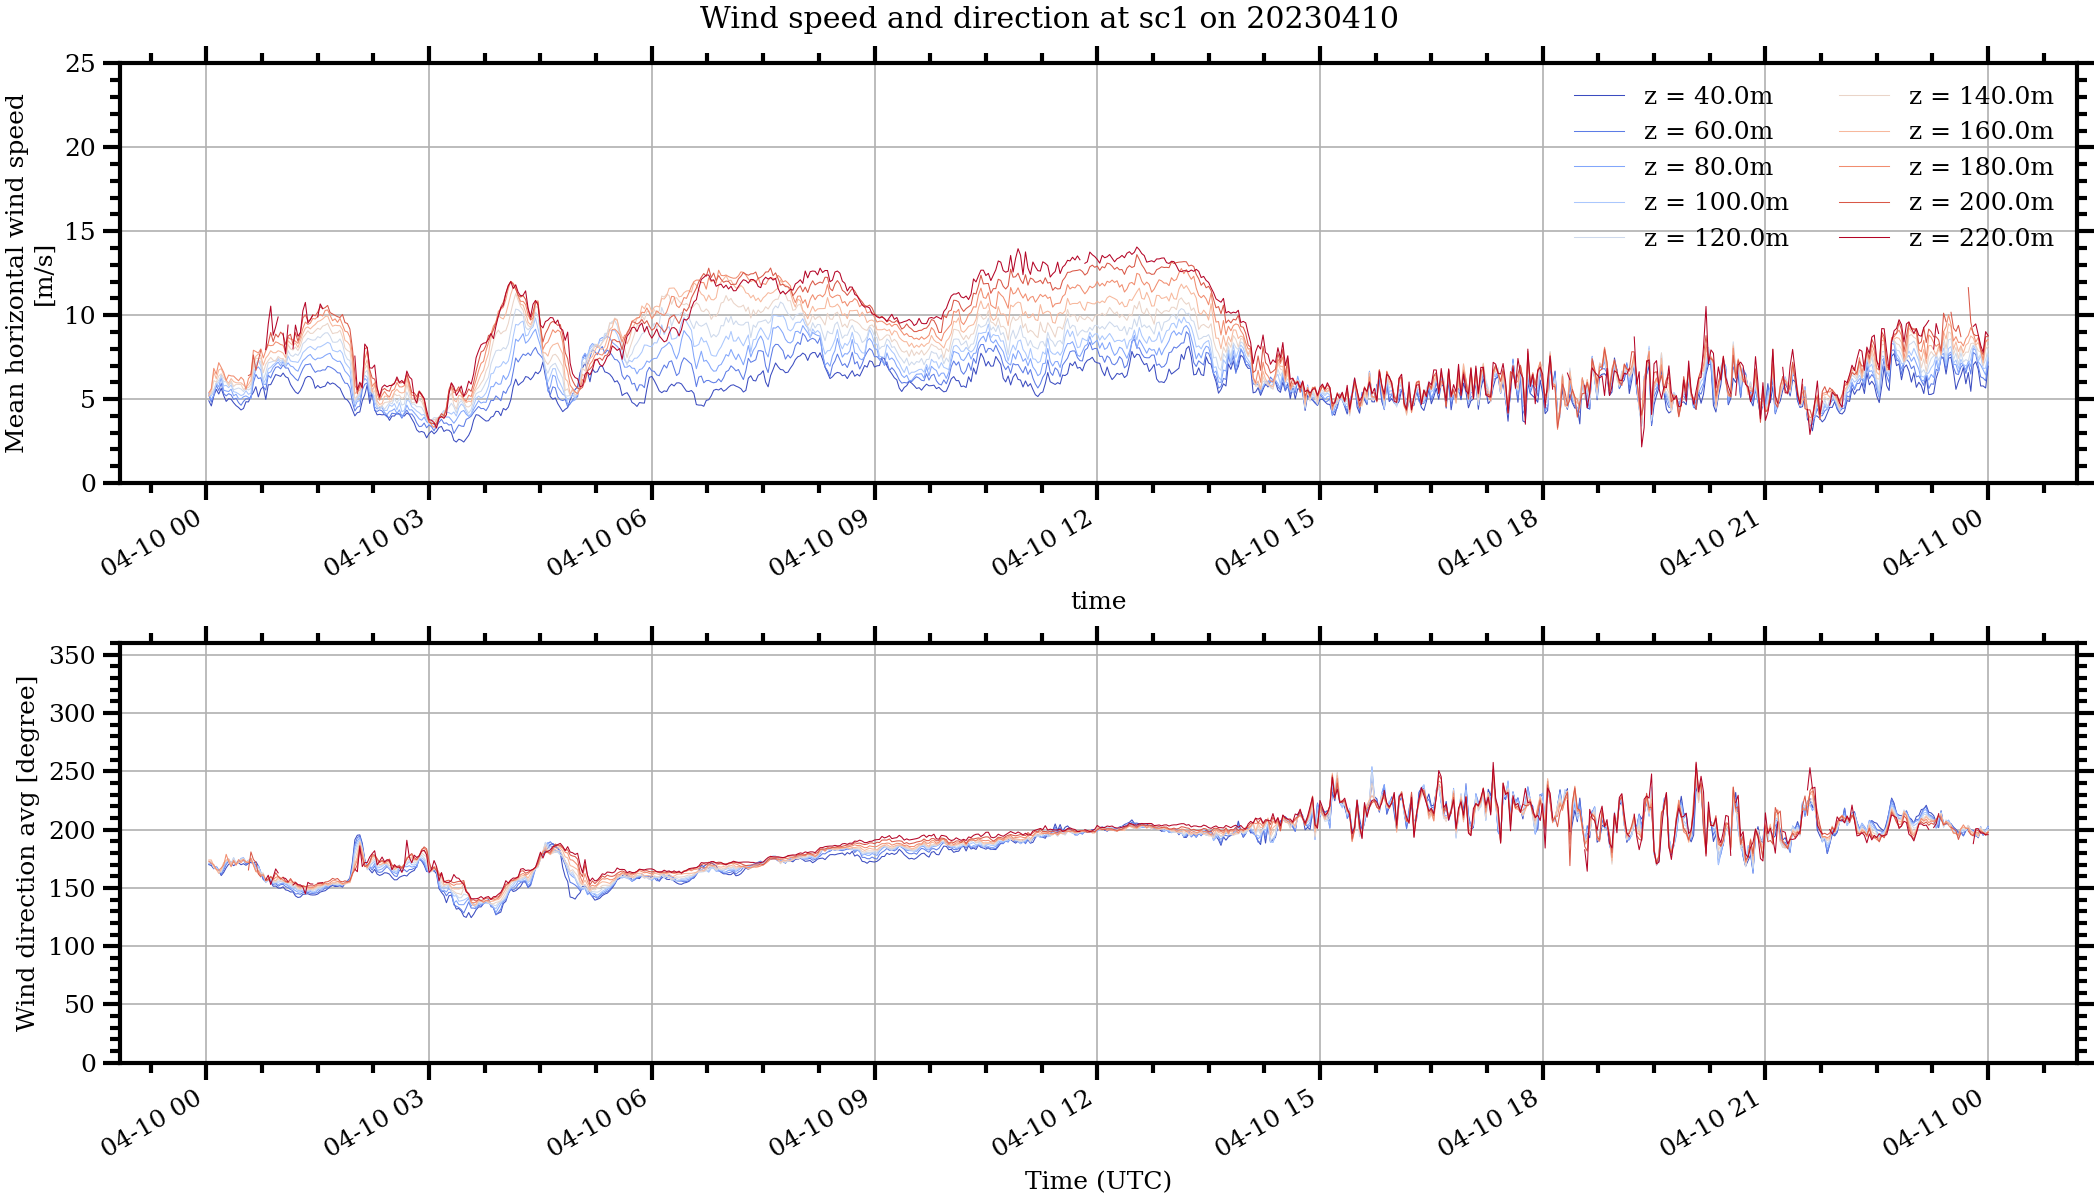 Wind speed and direction at sc1 on 20230410
Mean horizontal wind speed
[m/s]
25
20
15
10
5
0
z = 40.0m
z = 60.0m
z = 80.0m
z = 100.0m
z = 120.0m
z = 140.0m
z = 160.0m
z = 180.0m
z = 200.0m
z = 220.0m
04-10 00
04-10 03
04-10 06
04-10 09
04-10 12
04-10 15
04-10 18
04-10 21
04-11 00
time
Wind direction avg [degree]
350
300
250
200
150
100
50
0
04-10 00
04-10 03
04-10 06
04-10 09
04-10 12
04-10 15
04-10 18
04-10 21
04-11 00
Time (UTC)